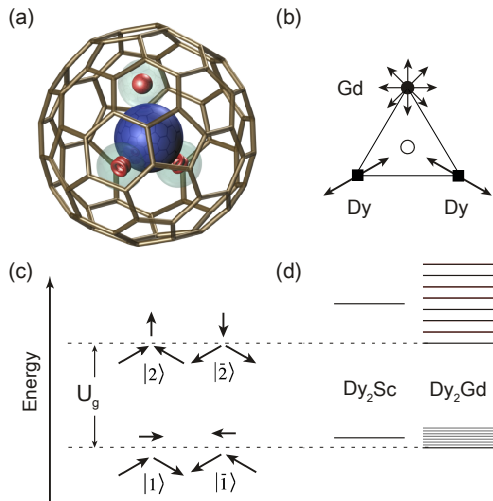 (a)
(b)
Gd
Dy
Dy
(c)
(d)
Energy
U_g
|2⟩
|2̄⟩
Dy₂Sc
Dy₂Gd
|1⟩
|1̄⟩